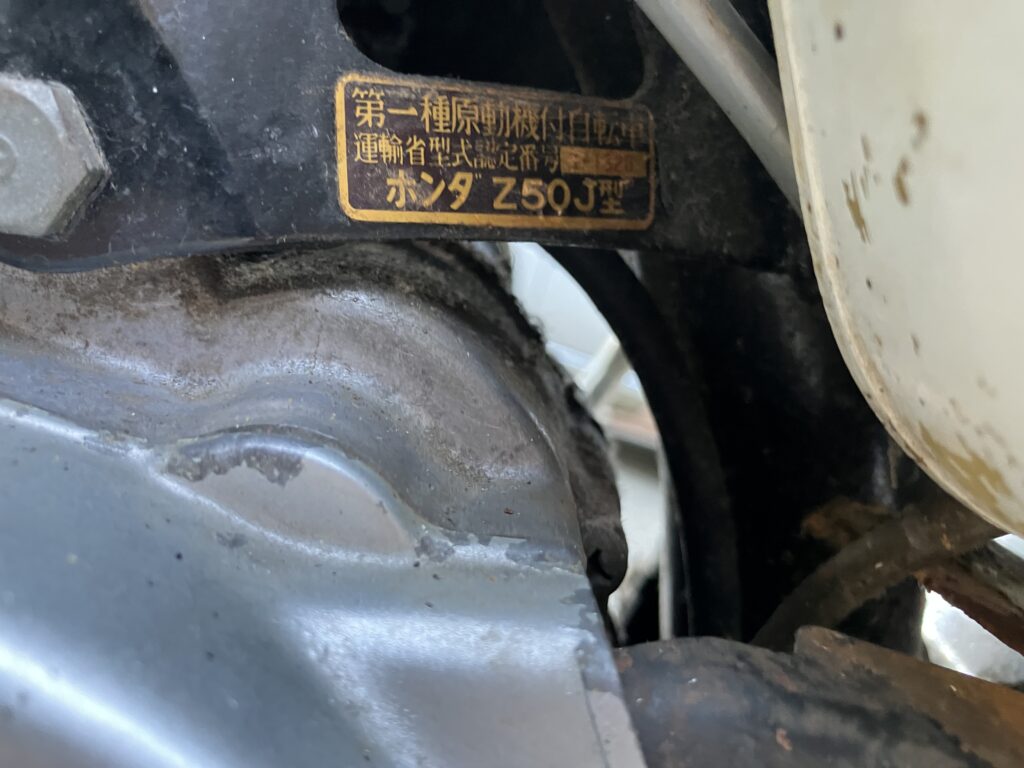 第一種原動機付自転車
運輸省型式認定番号
ホンダ Z50J型